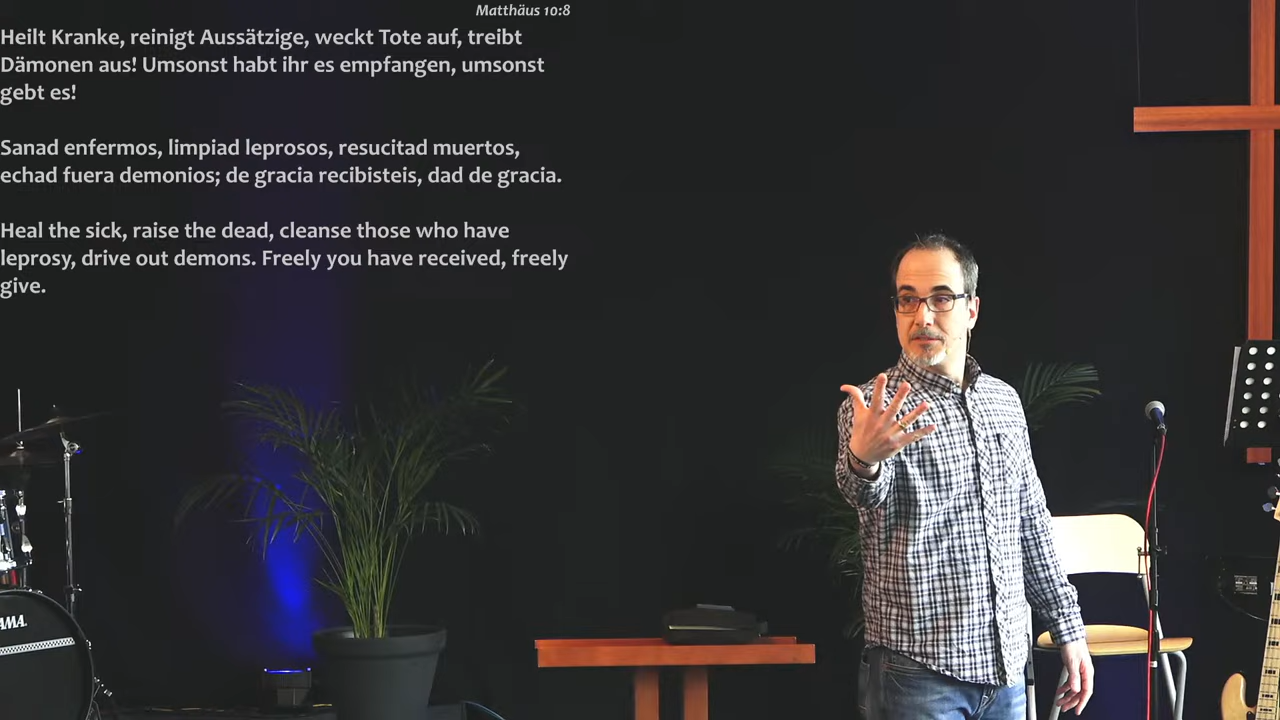 Matthäus 10:8
Heilt Kranke, reinigt Aussätzige, weckt Tote auf, treibt
Dämonen aus! Umsonst habt ihr es empfangen, umsonst
gebt es!
Sanad enfermos, limpiad leprosos, resucitad muertos,
echad fuera demonios; de gracia recibisteis, dad de gracia.
Heal the sick, raise the dead, cleanse those who have
leprosy, drive out demons. Freely you have received, freely
give.